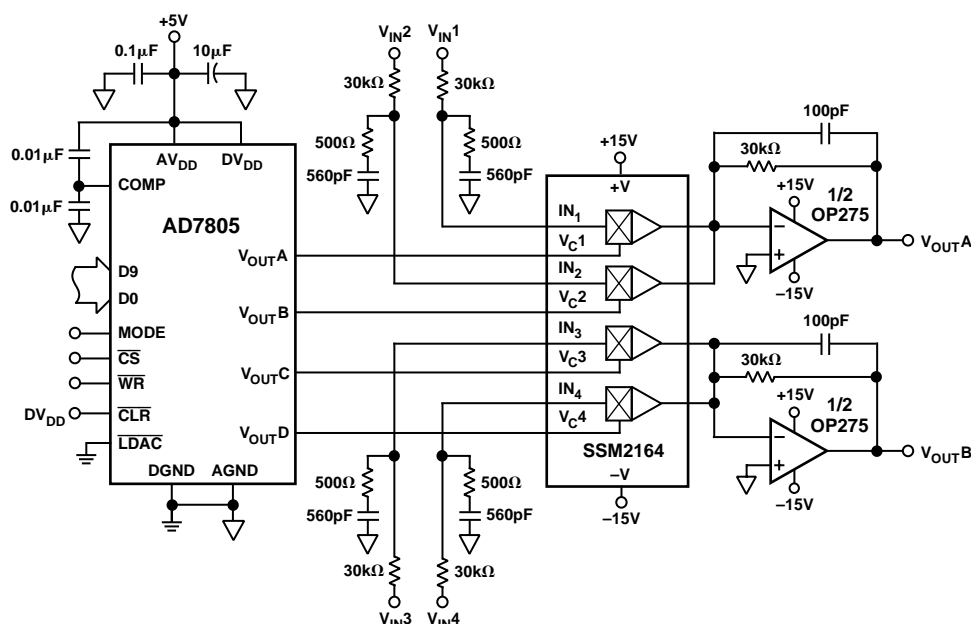 +5V
0.1μF
10μF
0.01μF
0.01μF
AVDD
DVDD
COMP
AD7805
D9
D0
MODE
CS
WR
DVDD
CLR
LDAC
DGND
AGND
VOUTA
VOUTB
VOUTC
VOUTD
VIN2
VIN1
30kΩ
30kΩ
500Ω
560pF
500Ω
560pF
500Ω
560pF
500Ω
560pF
30kΩ
30kΩ
VIN3
VIN4
+15V
+V
IN1
VC1
IN2
VC2
IN3
VC3
IN4
VC4
SSM2164
–V
–15V
100pF
30kΩ
+15V
1/2
OP275
–
+
–15V
VOUTA
100pF
30kΩ
+15V
1/2
OP275
–
+
–15V
VOUTB